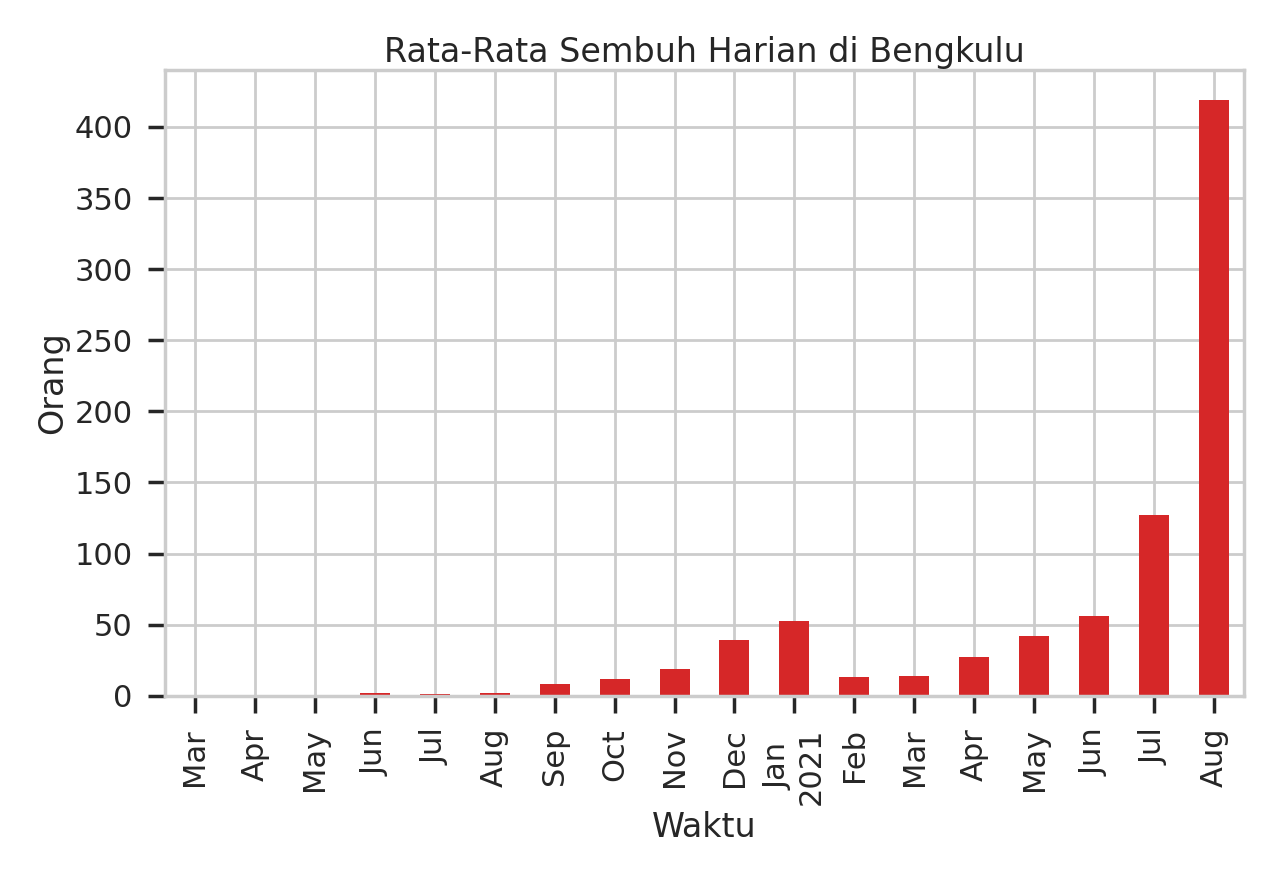 Rata-Rata Sembuh Harian di Bengkulu
Orang
400
350
300
250
200
150
100
50
0
Mar
Apr
May
Jun
Jul
Aug
Sep
Oct
Nov
Dec
Jan
2021
Feb
Mar
Apr
May
Jun
Jul
Aug
Waktu